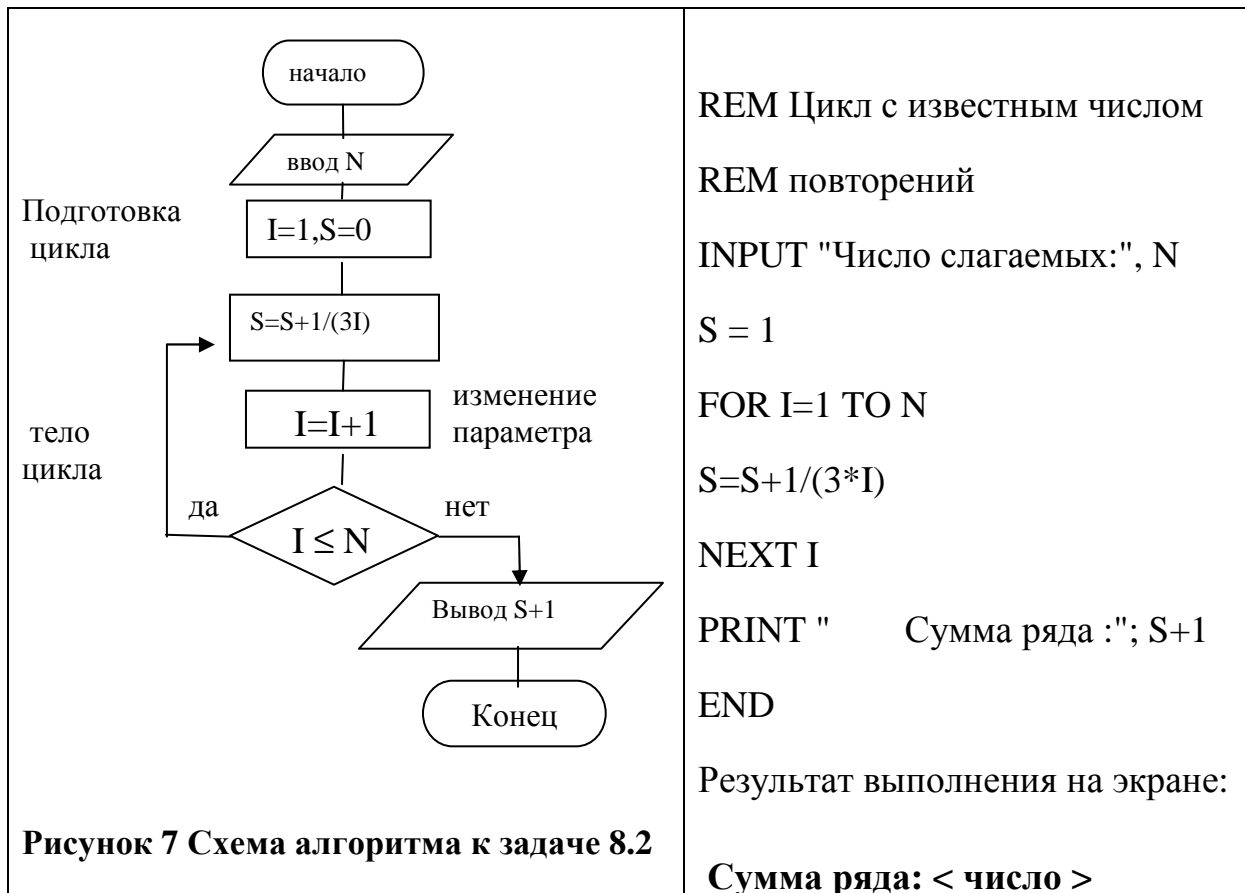 начало
ввод N
Подготовка
цикла
I=1,S=0
S=S+1/(3I)
I=I+1
изменение
параметра
тело
цикла
да
нет
I ≤ N
Вывод S+1
Конец
Рисунок 7 Схема алгоритма к задаче 8.2
REM Цикл с известным числом
REM повторений
INPUT "Число слагаемых:", N
S = 1
FOR I=1 TO N
S=S+1/(3*I)
NEXT I
PRINT "        Сумма ряда :"; S+1
END
Результат выполнения на экране:
Сумма ряда: < число >